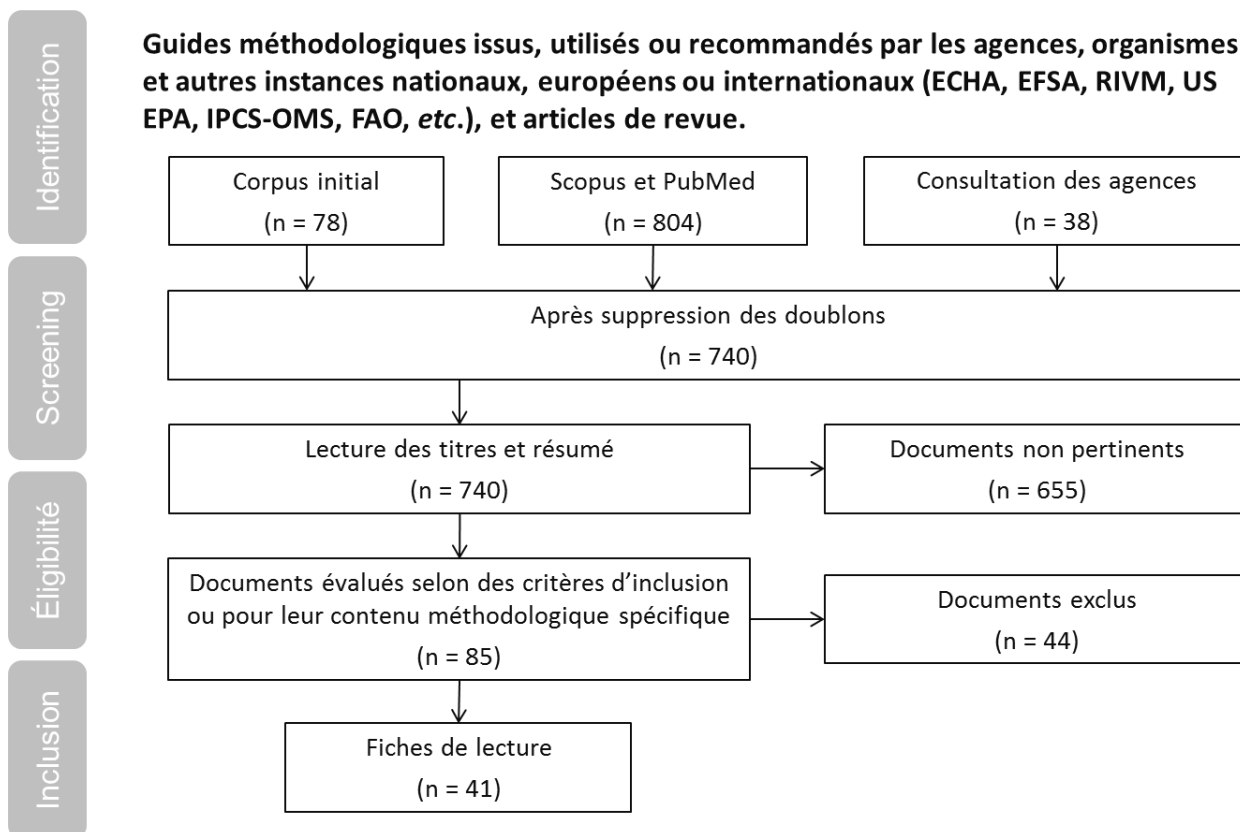 Identification
Guides méthodologiques issus, utilisés ou recommandés par les agences, organismes
et autres instances nationaux, européens ou internationaux (ECHA, EFSA, RIVM, US
EPA, IPCS-OMS, FAO, etc.), et articles de revue.
Corpus initial
(n = 78)
Scopus et PubMed
(n = 804)
Consultation des agences
(n = 38)
Screening
Après suppression des doublons
(n = 740)
Lecture des titres et résumé
(n = 740)
Documents non pertinents
(n = 655)
Éligibilité
Documents évalués selon des critères d’inclusion
ou pour leur contenu méthodologique spécifique
(n = 85)
Documents exclus
(n = 44)
Inclusion
Fiches de lecture
(n = 41)